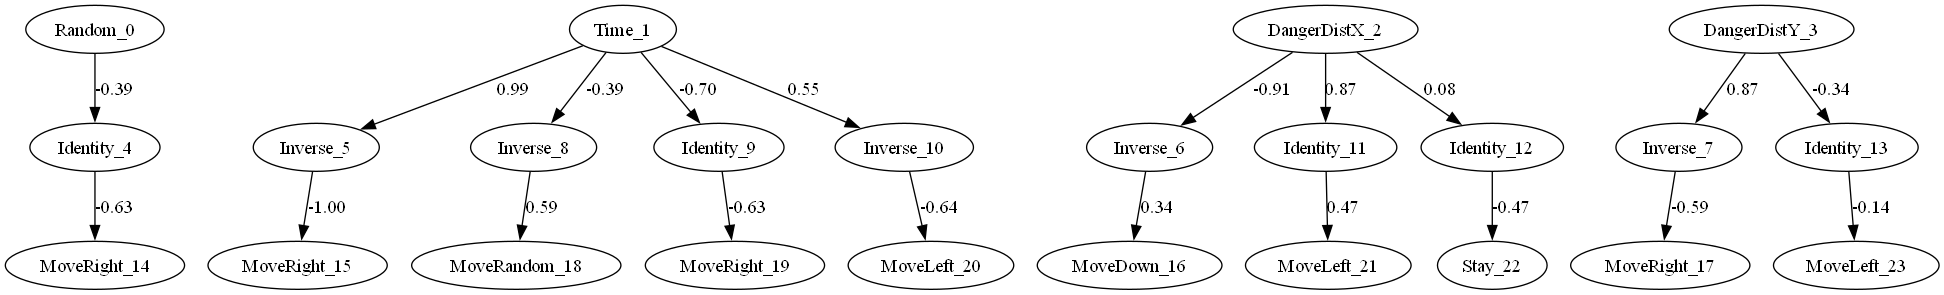 Random_0
Time_1
DangerDistX_2
DangerDistY_3
-0.39
0.99
-0.39
-0.70
0.55
-0.91
0.87
0.08
0.87
-0.34
Identity_4
Inverse_5
Inverse_8
Identity_9
Inverse_10
Inverse_6
Identity_11
Identity_12
Inverse_7
Identity_13
-0.63
-1.00
0.59
-0.63
-0.64
0.34
0.47
-0.47
-0.59
-0.14
MoveRight_14
MoveRight_15
MoveRandom_18
MoveRight_19
MoveLeft_20
MoveDown_16
MoveLeft_21
Stay_22
MoveRight_17
MoveLeft_23